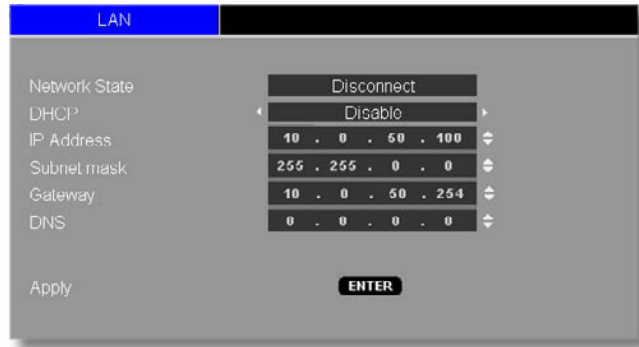 LAN
Network State Disconnect
DHCP Disable
IP Address 10 . 0 . 50 . 100
Subnet mask 255 . 255 . 0 . 0
Gateway 10 . 0 . 50 . 254
DNS 0 . 0 . 0 . 0
Apply ENTER